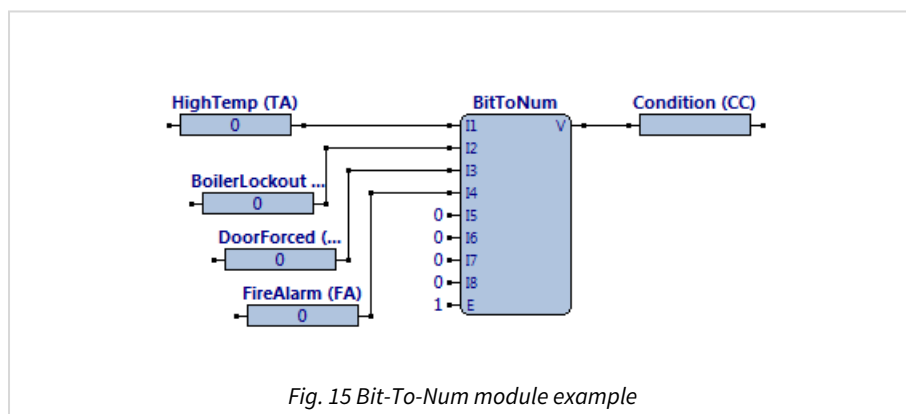 HighTemp (TA) BitToNum Condition (CC)
0 I1 V
I2
BoilerLockout ... I3
0 I4
DoorForced (... 0 I5
0 0 I6
0 I7
FireAlarm (FA) 0 I8
0 1 E
Fig. 15 Bit-To-Num module example